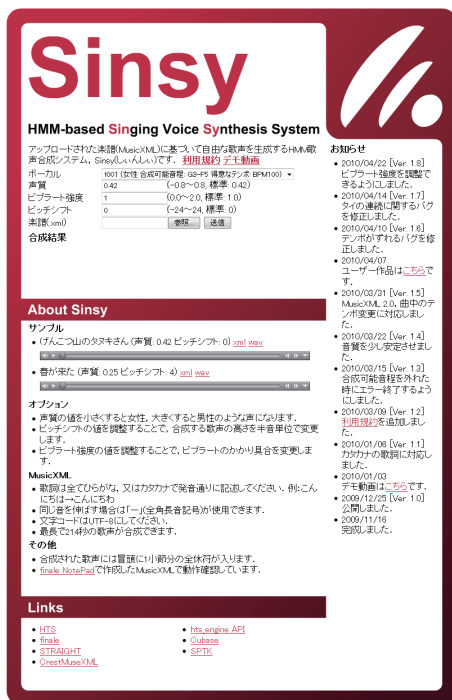 Sinsy
HMM-based Singing Voice Synthesis System
アップロードされた楽譜(MusicXML)に基づいて自由な歌声を生成するHMM歌
声合成システム, Sinsy(しぃんしぃ)です. 利用規約 デモ動画
ボーカル 1001 (女性 合成可能音程: G3-F5 得意なテンポ: BPM100)
声質 0.42 (-0.8～0.8, 標準: 0.42)
ビブラート強度 1 (0.0～2.0, 標準: 1.0)
ピッチシフト 0 (-24～24, 標準: 0)
楽譜(.xml) 参照... 送信
合成結果
About Sinsy
サンプル
• げんこつ山のタヌキさん (声質: 0.42 ピッチシフト: 0) xml wav
• 春が来た (声質: 0.25 ピッチシフト: 4) xml wav
オプション
• 声質の値を小さくすると女性, 大きくすると男性のような声になります.
• ピッチシフトの値を調整することで, 合成する歌声の高さを半音単位で変更
します.
• ビブラート強度の値を調整することで, ビブラートのかかり具合を変更しま
す.
MusicXML
• 歌詞は全てひらがな, 又はカタカナで発音通りに記述してください. 例:こん
にちは→こんにちわ
• 同じ音を伸ばす場合は「ー」(全角長音記号)が使用できます.
• 文字コードはUTF-8にしてください.
• 最長で214秒の歌声が合成できます.
その他
• 合成された歌声には冒頭に1小節分の全休符が入ります.
• finale NotePadで作成したMusicXMLで動作確認しています.
Links
• HTS
• finale
• STRAIGHT
• CrestMuseXML
• hts_engine API
• Cubase
• SPTK
お知らせ
• 2010/04/22 [Ver. 1.8]
ビブラート強度を調整で
きるようにしました.
• 2010/04/14 [Ver. 1.7]
タイの連続に関するバグ
を修正しました.
• 2010/04/10 [Ver. 1.6]
テンポがずれるバグを修
正しました.
• 2010/04/07
ユーザー作品はこちらで
す.
• 2010/03/31 [Ver. 1.5]
MusicXML 2.0, 曲中のテ
ンポ変更に対応しまし
た.
• 2010/03/22 [Ver. 1.4]
音質を少し安定させまし
た.
• 2010/03/15 [Ver. 1.3]
合成可能音程を外れた
時にエラー終了するよう
にしました.
• 2010/03/09 [Ver. 1.2]
利用規約を追加しまし
た.
• 2010/01/06 [Ver. 1.1]
カタカナの歌詞に対応し
ました.
• 2010/01/03
デモ動画はこちらです.
• 2009/12/25 [Ver. 1.0]
公開しました.
• 2009/11/16
完成しました.